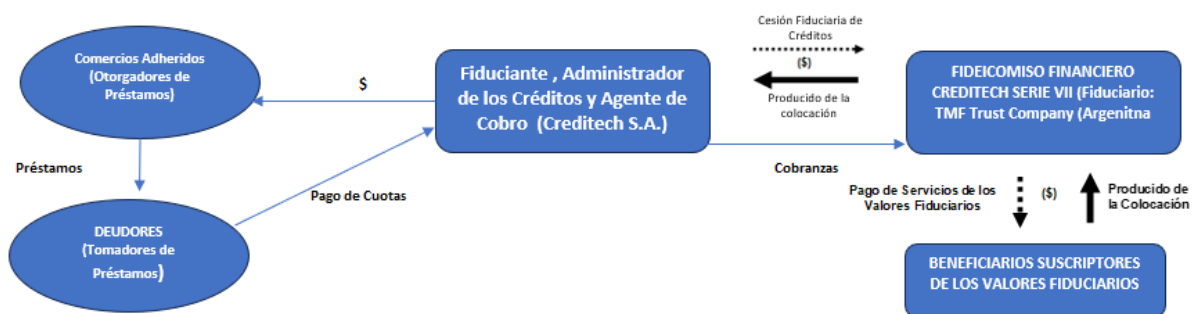 Comercios Adheridos
(Otorgadores de
Préstamos)
$
Fiduciante , Administrador
de los Créditos y Agente de
Cobro (Creditech S.A.)
Cesión Fiduciaria de
Créditos
($)
Producido de la
colocación
FIDEICOMISO FINANCIERO
CREDITECH SERIE VII (Fiduciario:
TMF Trust Company (Argenitna
Préstamos
Pago de Cuotas
Cobranzas
Pago de Servicios de los
Valores Fiduciarios
($)
Producido de
la Colocación
DEUDORES
(Tomadores de
Préstamos)
BENEFICIARIOS SUSCRIPTORES
DE LOS VALORES FIDUCIARIOS